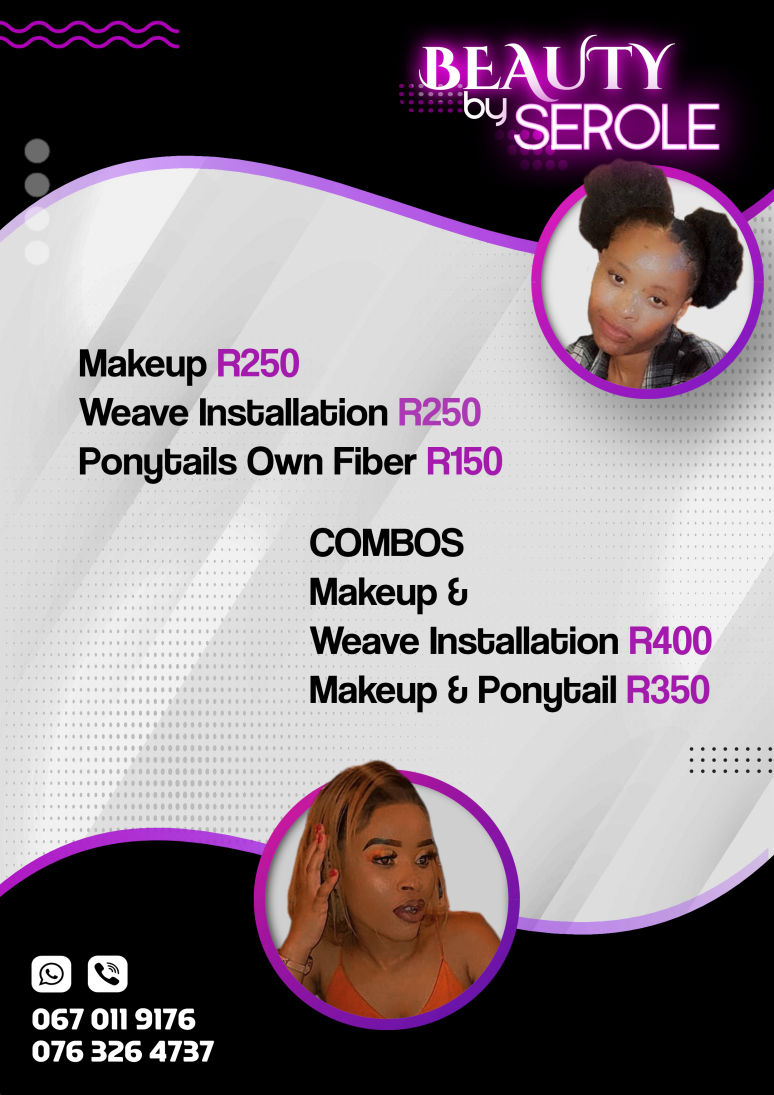 BEAUTY
by SEROLE
Makeup R250
Weave Installation R250
Ponytails Own Fiber R150
COMBOS
Makeup &
Weave Installation R400
Makeup & Ponytail R350
067 011 9176
076 326 4737